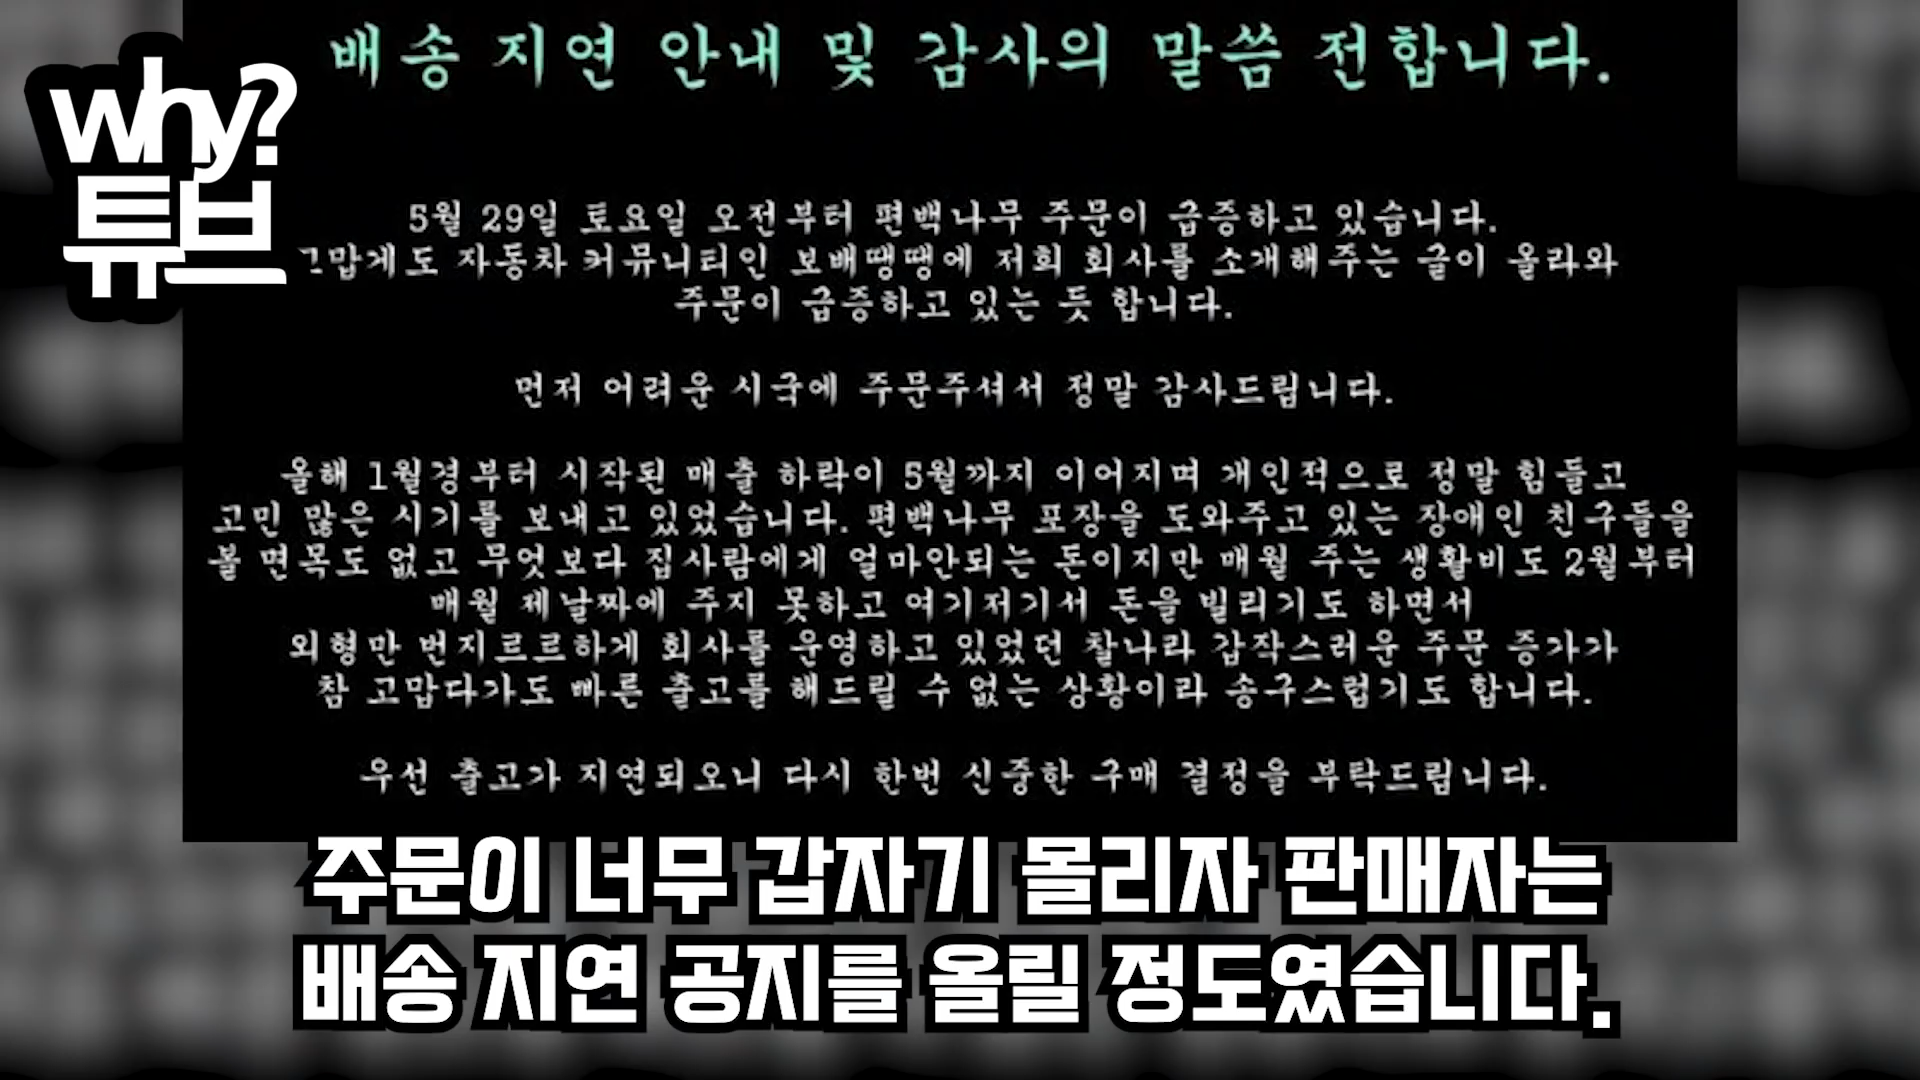 배송 지연 안내 및 감사의 말씀 전합니다.
why?
튜브
5월 29일 토요일 오전부터 편백나무 주문이 급증하고 있습니다.
고맙게도 자동차 커뮤니티인 보배땡땡에 저희 회사를 소개해주는 글이 올라와
주문이 급증하고 있는 듯 합니다.
먼저 어려운 시국에 주문주셔서 정말 감사드립니다.
올해 1월경부터 시작된 매출 하락이 5월까지 이어지며 개인적으로 정말 힘들고
고민 많은 시기를 보내고 있었습니다. 편백나무 포장을 도와주고 있는 장애인 친구들을
볼 면목도 없고 무엇보다 집사람에게 얼마안되는 돈이지만 매월 주는 생활비도 2월부터
매월 제날짜에 주지 못하고 여기저기서 돈을 빌리기도 하면서
외형만 번지르르하게 회사를 운영하고 있었던 찰나라 갑작스러운 주문 증가가
참 고맙다가도 빠른 출고를 해드릴 수 없는 상황이라 송구스럽기도 합니다.
우선 출고가 지연되오니 다시 한번 신중한 구매 결정을 부탁드립니다.
주문이 너무 갑자기 몰리자 판매자는
배송 지연 공지를 올릴 정도였습니다.